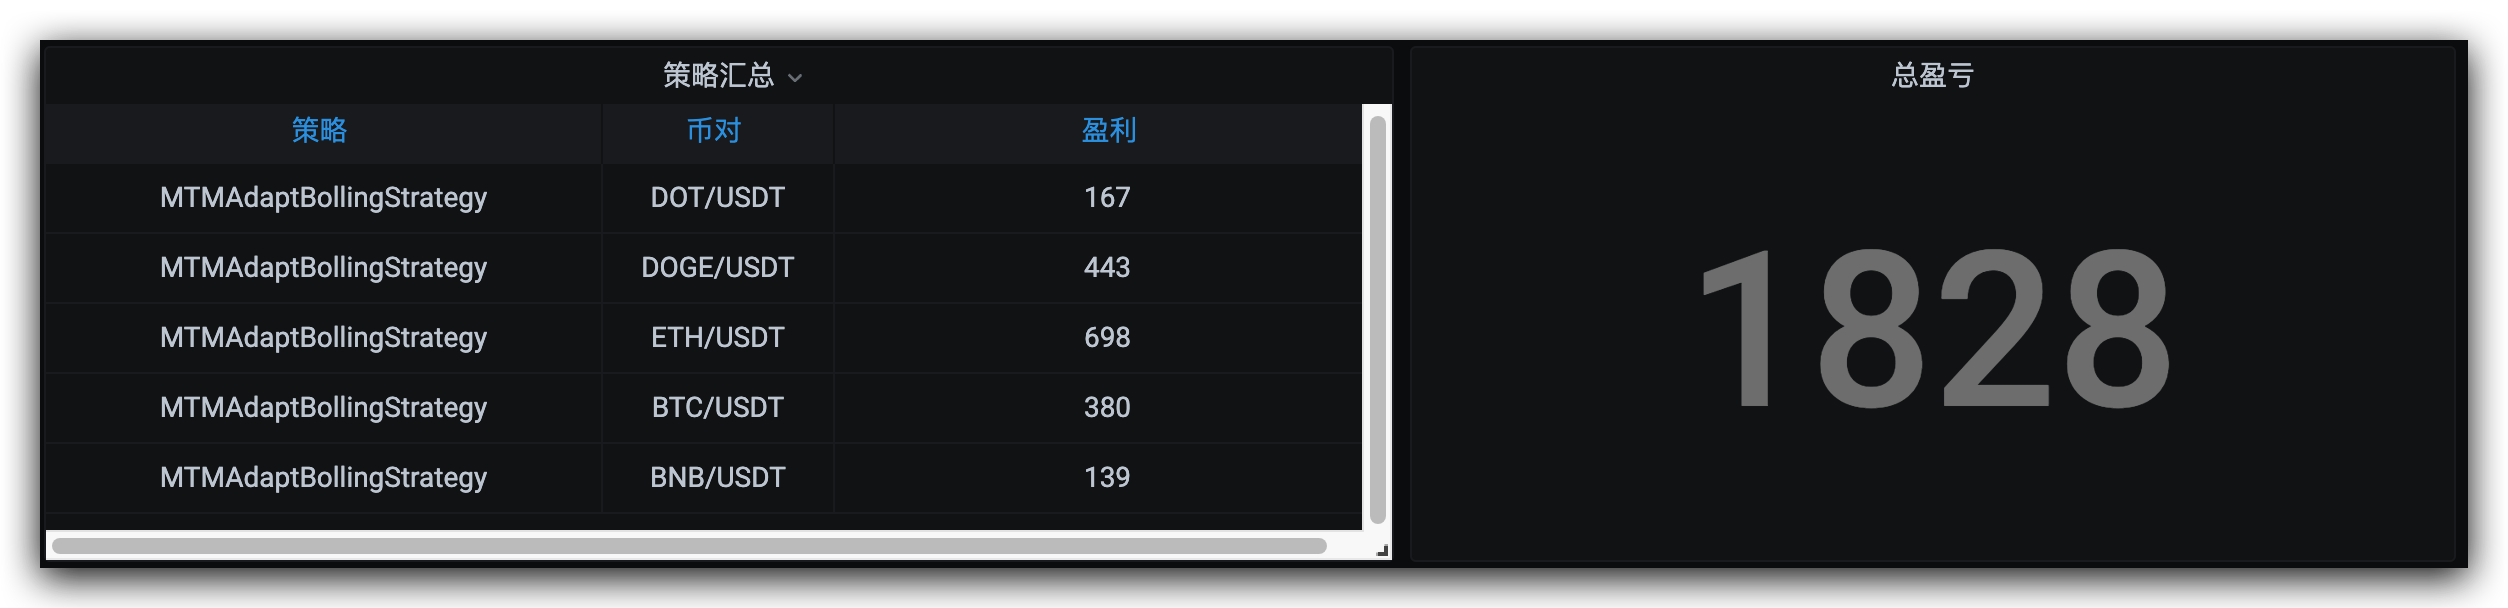 策略汇总
策略 币对 盈利
MTMAdaptBollingStrategy DOT/USDT 167
MTMAdaptBollingStrategy DOGE/USDT 443
MTMAdaptBollingStrategy ETH/USDT 698
MTMAdaptBollingStrategy BTC/USDT 380
MTMAdaptBollingStrategy BNB/USDT 139
总盈亏
1828